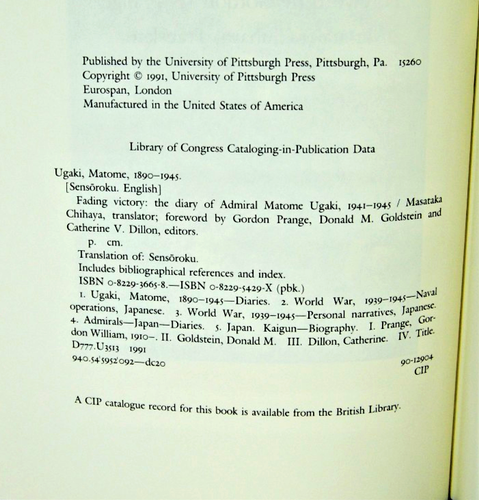 Published by the University of Pittsburgh Press, Pittsburgh, Pa. 15260
Copyright © 1991, University of Pittsburgh Press
Eurospan, London
Manufactured in the United States of America
Library of Congress Cataloging-in-Publication Data
Ugaki, Matome, 1890–1945.
[Sensōroku. English]
Fading victory: the diary of Admiral Matome Ugaki, 1941–1945 / Masataka
Chihaya, translator; foreword by Gordon Prange, Donald M. Goldstein and
Catherine V. Dillon, editors.
p. cm.
Translation of: Sensōroku.
Includes bibliographical references and index.
ISBN 0-8229-3665-8.—ISBN 0-8229-5429-X (pbk.)
1. Ugaki, Matome, 1890–1945—Diaries. 2. World War, 1939–1945—Naval
operations, Japanese. 3. World War, 1939–1945—Personal narratives, Japanese.
4. Admirals—Japan—Diaries. 5. Japan. Kaigun—Biography. I. Prange, Gor-
don William, 1910–. II. Goldstein, Donald M. III. Dillon, Catherine. IV. Title.
D777.U3513 1991
940.54'5952'092—dc20 90-12904
CIP
A CIP catalogue record for this book is available from the British Library.